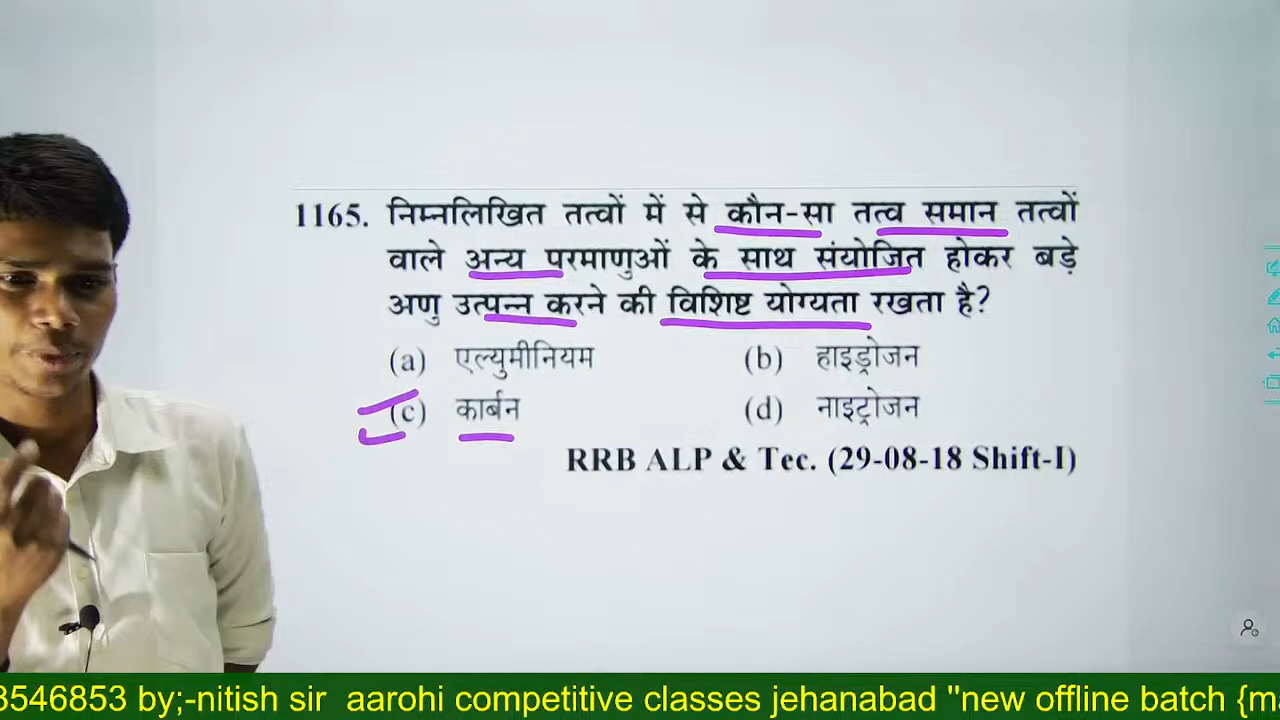 1165. निम्नलिखित तत्वों में से कौन-सा तत्व समान तत्वों
वाले अन्य परमाणुओं के साथ संयोजित होकर बड़े
अणु उत्पन्न करने की विशिष्ट योग्यता रखता है?
(a) एल्युमीनियम (b) हाइड्रोजन
(c) कार्बन (d) नाइट्रोजन
RRB ALP & Tec. (29-08-18 Shift-I)
3546853 by;-nitish sir aarohi competitive classes jehanabad "new offline batch {ma